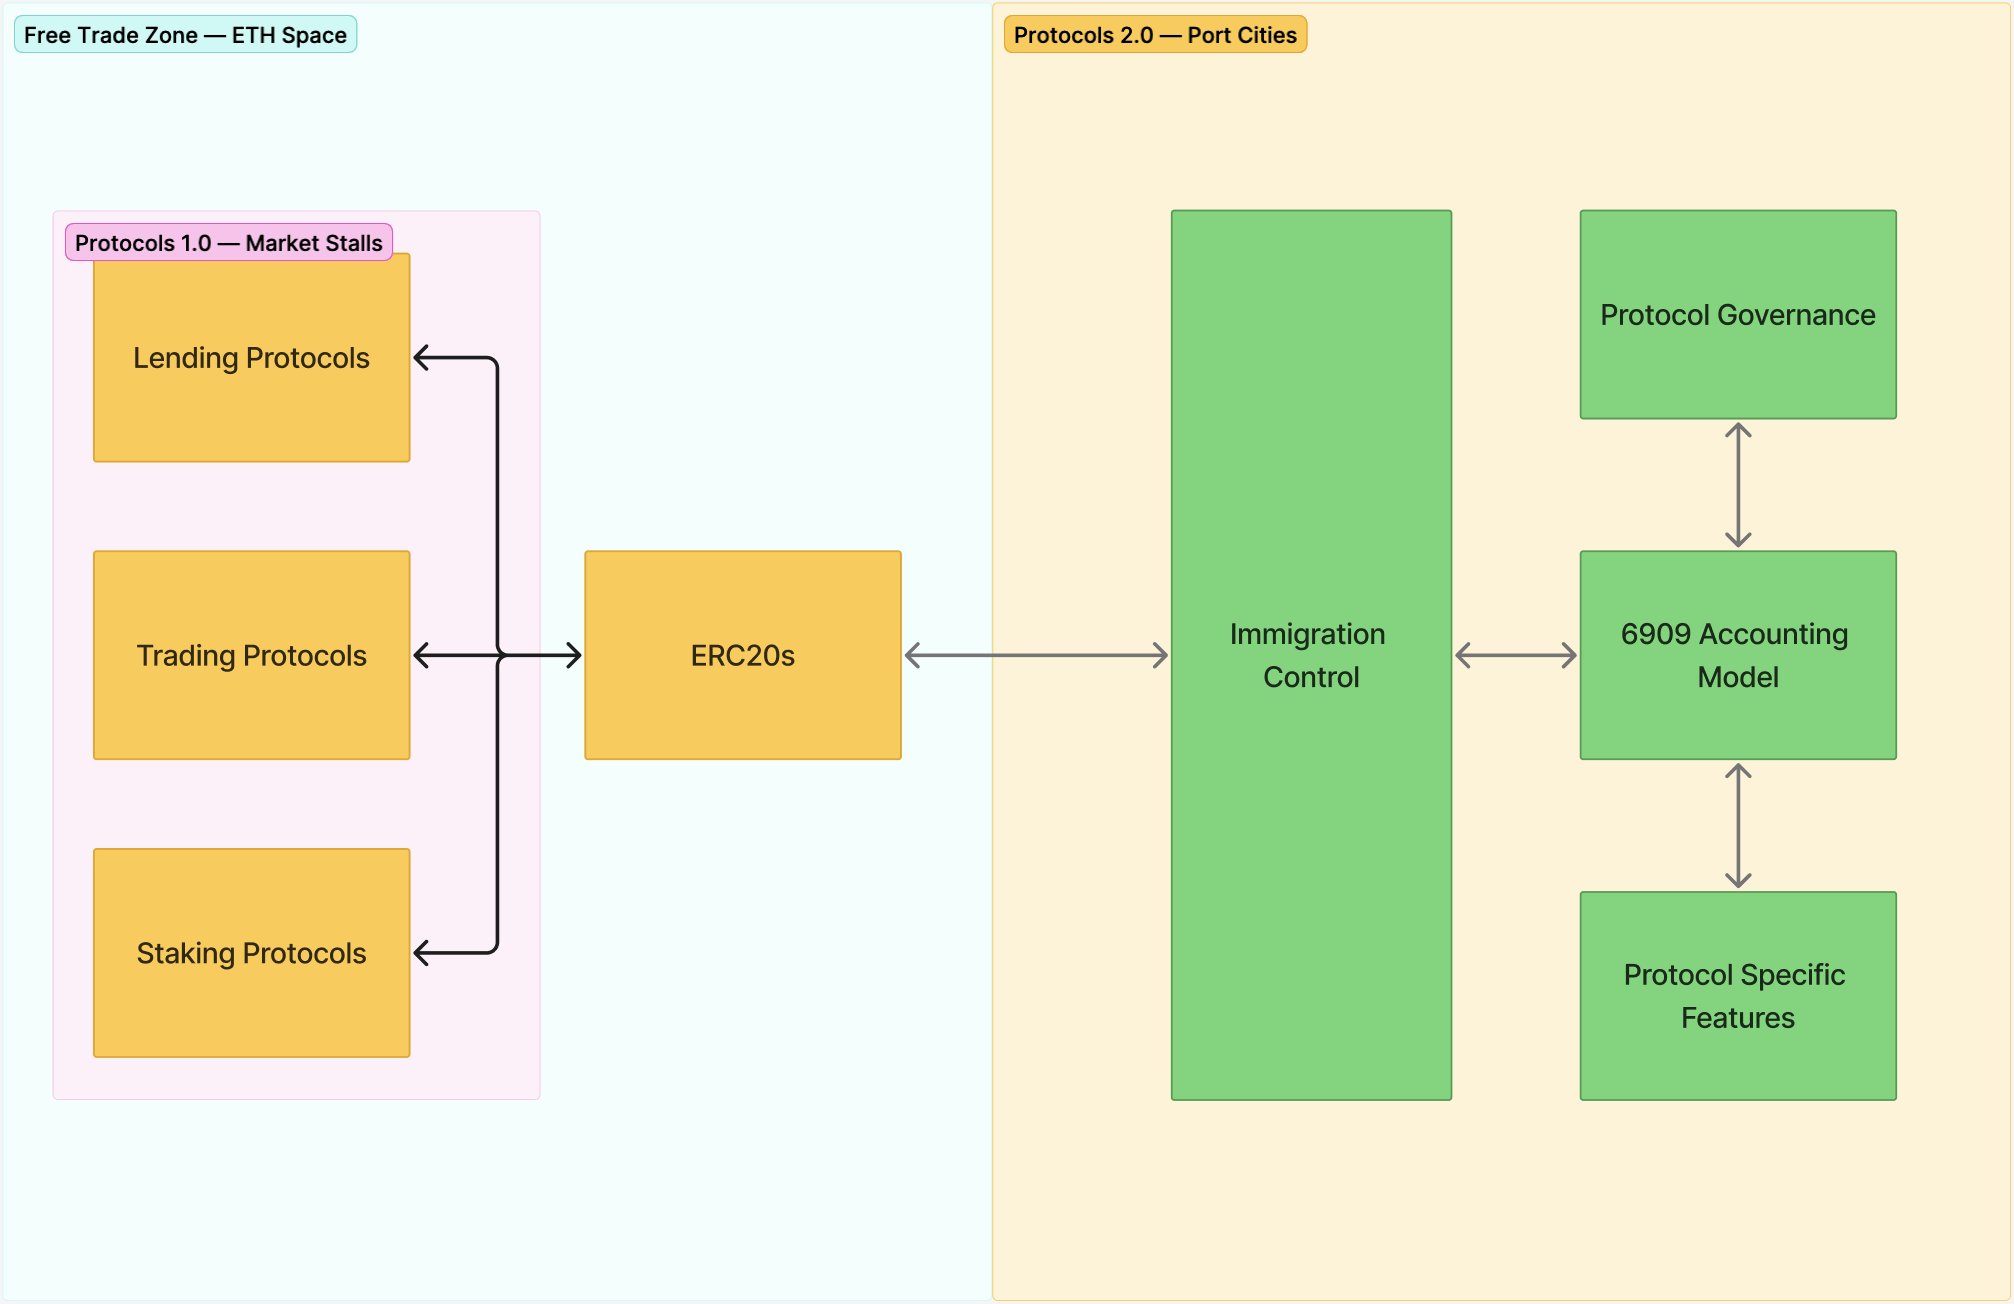 Free Trade Zone — ETH Space
Protocols 2.0 — Port Cities
Protocols 1.0 — Market Stalls
Lending Protocols
Trading Protocols
Staking Protocols
ERC20s
Immigration
Control
Protocol Governance
6909 Accounting
Model
Protocol Specific
Features